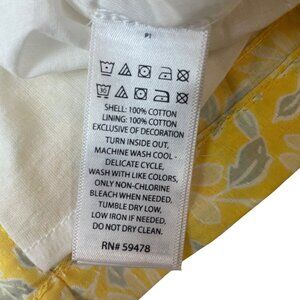 SHELL: 100% COTTON
LINING: 100% COTTON
EXCLUSIVE OF DECORATION
TURN INSIDE OUT,
MACHINE WASH COOL -
DELICATE CYCLE,
WASH WITH LIKE COLORS,
ONLY NON-CHLORINE
BLEACH WHEN NEEDED.
TUMBLE DRY LOW,
LOW IRON IF NEEDED.
DO NOT DRY CLEAN.
RN# 59478